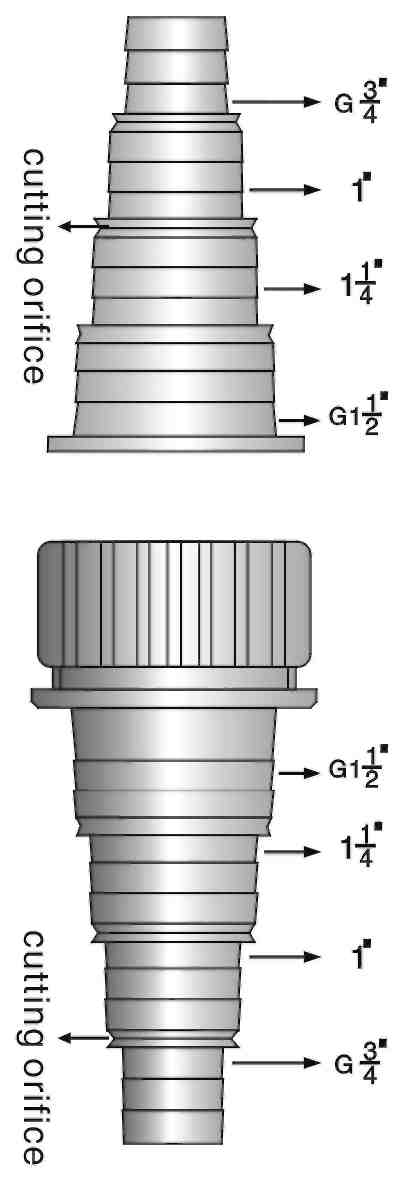 G 3/4"
1"
cutting orifice
1 1/4"
G1 1/2"
G1 1/2"
1 1/4"
1"
cutting orifice
G 3/4"